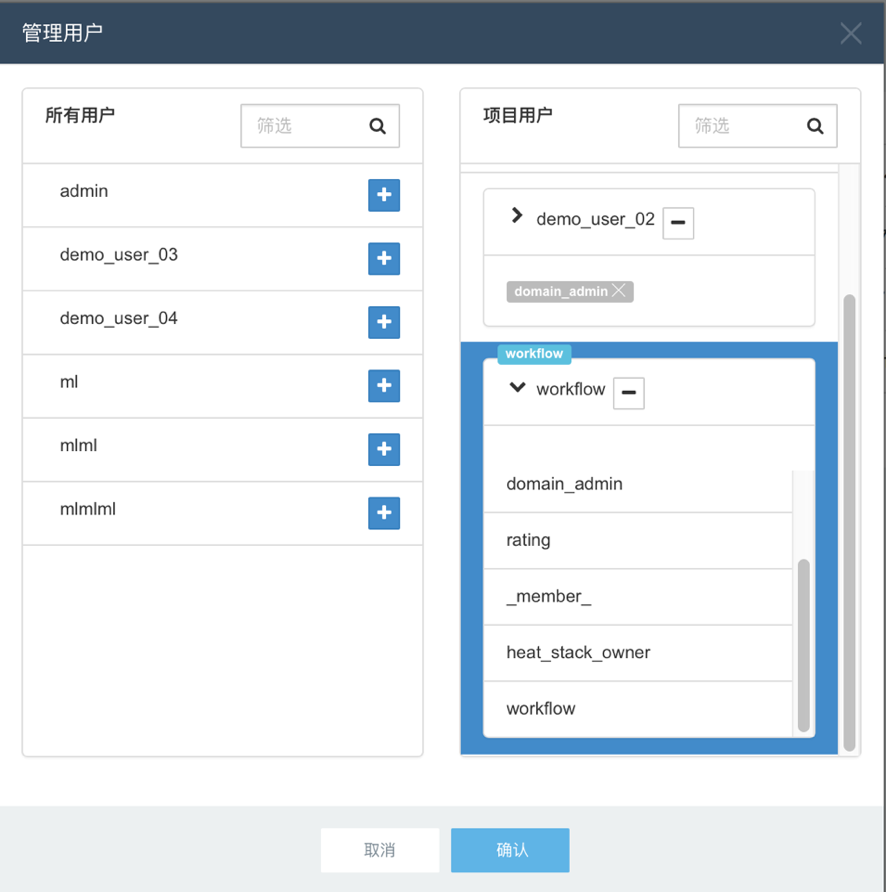 管理用户
所有用户
筛选
admin
demo_user_03
demo_user_04
ml
mlml
mlmlml
项目用户
筛选
demo_user_02
domain_admin
workflow
workflow
domain_admin
rating
_member_
heat_stack_owner
workflow
取消
确认